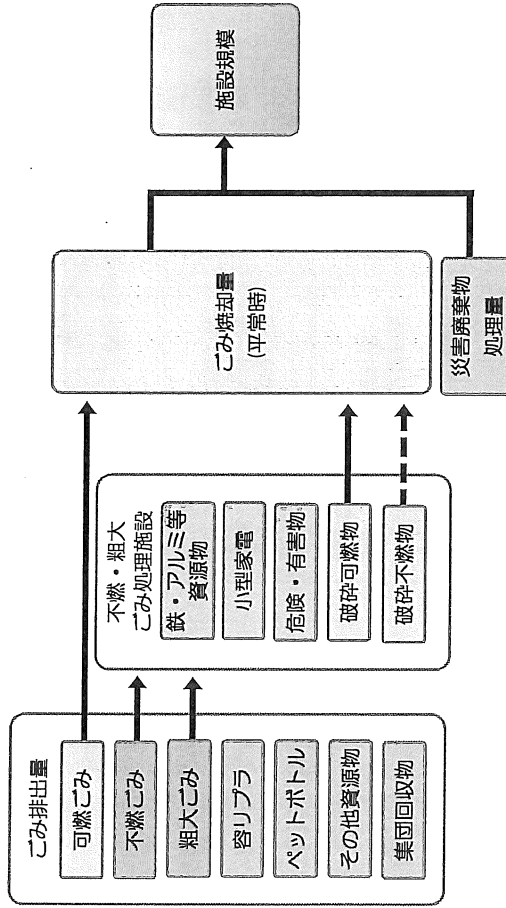 ごみ排出量
可燃ごみ
不燃ごみ
粗大ごみ
容リプラ
ペットボトル
その他資源物
集団回収物
不燃・粗大
ごみ処理施設
鉄・アルミ等
資源物
小型家電
危険・有害物
破砕可燃物
破砕不燃物
ごみ焼却量
(平常時)
災害廃棄物
処理量
施設規模